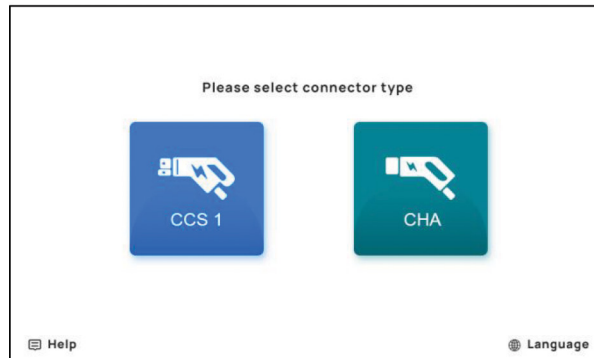 Please select connector type
CCS 1
CHA
Help
Language